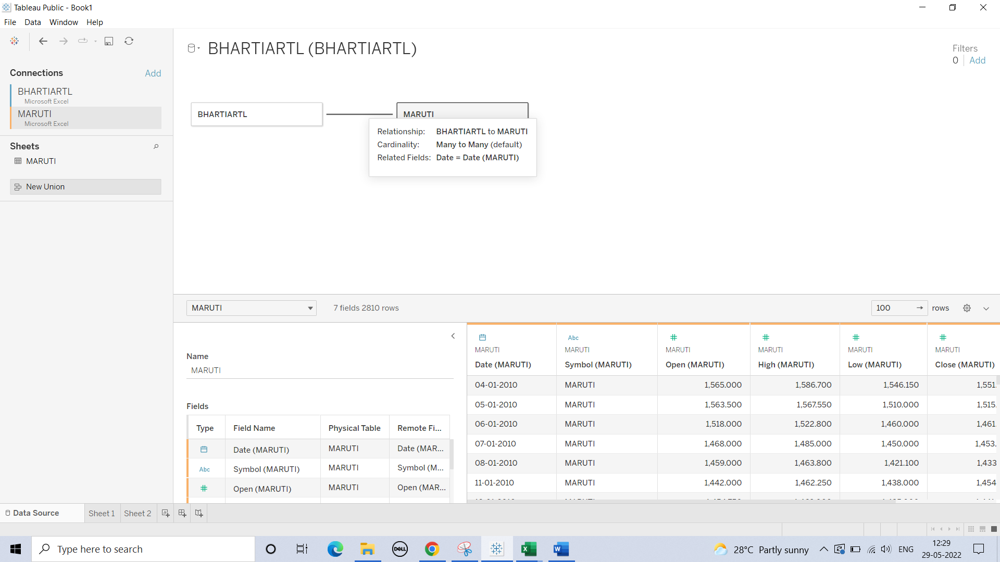 Tableau Public - Book1
File Data Window Help
Connections Add
BHARTIARTL
Microsoft Excel
MARUTI
Microsoft Excel
Sheets
MARUTI
New Union
BHARTIARTL (BHARTIARTL)
Filters
0 Add
BHARTIARTL
MARUTI
Relationship: BHARTIARTL to MARUTI
Cardinality: Many to Many (default)
Related Fields: Date = Date (MARUTI)
MARUTI 7 fields 2810 rows 100 rows
Name
MARUTI
Fields
Type Field Name Physical Table Remote Fi...
Date (MARUTI) MARUTI Date (MAR...
Abc Symbol (MARUTI) MARUTI Symbol (M...
Open (MARUTI) MARUTI Open (MAR...
Abc
MARUTI MARUTI MARUTI MARUTI MARUTI MARUTI
Date (MARUTI) Symbol (MARUTI) Open (MARUTI) High (MARUTI) Low (MARUTI) Close (MARUTI)
04-01-2010 MARUTI 1,565.000 1,586.700 1,546.150 1,551.
05-01-2010 MARUTI 1,563.500 1,567.550 1,510.000 1,515.
06-01-2010 MARUTI 1,518.000 1,522.800 1,460.000 1,461.
07-01-2010 MARUTI 1,468.000 1,485.000 1,450.000 1,453.
08-01-2010 MARUTI 1,459.000 1,463.800 1,421.100 1,433
11-01-2010 MARUTI 1,442.000 1,462.250 1,438.000 1,454
Data Source Sheet 1 Sheet 2
Type here to search
DELL
28°C Partly sunny
ENG
12:29
29-05-2022